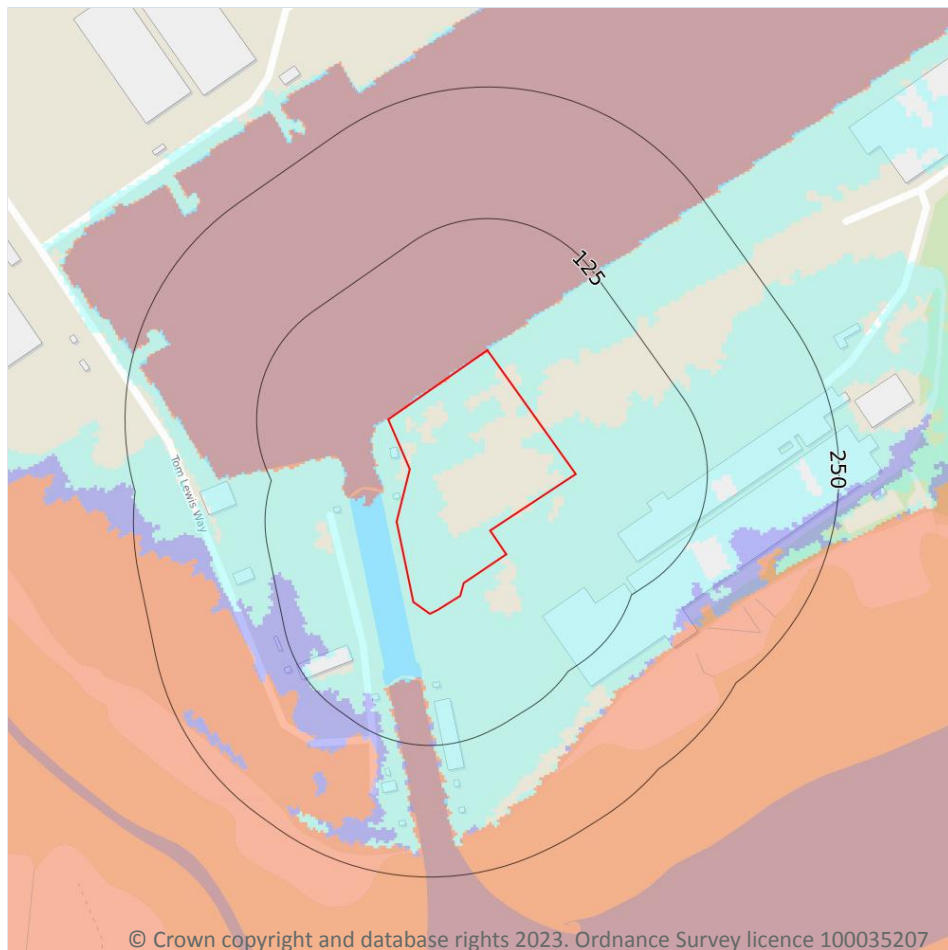 125
250
Tom Lewis Way
© Crown copyright and database rights 2023. Ordnance Survey licence 100035207